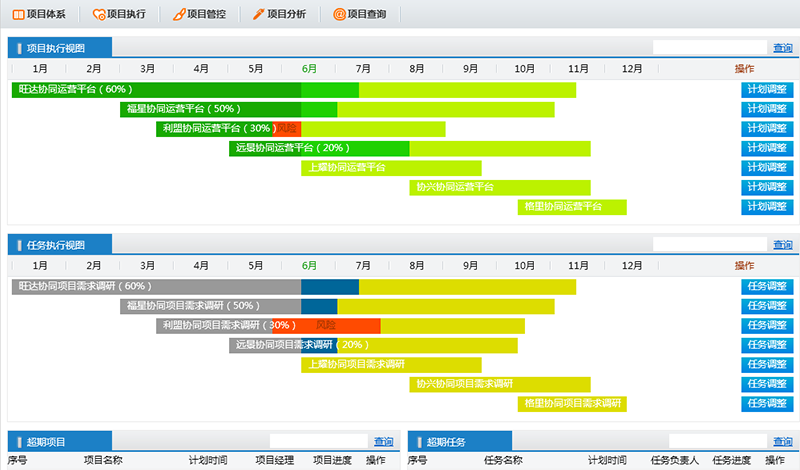 项目体系 项目执行 项目管控 项目分析 项目查询
项目执行视图 查询
1月 2月 3月 4月 5月 6月 7月 8月 9月 10月 11月 12月 操作
旺达协同运营平台（60%） 计划调整
福星协同运营平台（50%） 计划调整
利盟协同运营平台（30%）风险 计划调整
远景协同运营平台（20%） 计划调整
上耀协同运营平台 计划调整
协兴协同运营平台 计划调整
格里协同运营平台 计划调整
任务执行视图 查询
1月 2月 3月 4月 5月 6月 7月 8月 9月 10月 11月 12月 操作
旺达协同项目需求调研（60%） 任务调整
福星协同项目需求调研（50%） 任务调整
利盟协同项目需求调研（30%） 风险 任务调整
远景协同项目需求调研（20%） 任务调整
上耀协同项目需求调研 任务调整
协兴协同项目需求调研 任务调整
格里协同项目需求调研 任务调整
超期项目 查询 超期任务 查询
序号 项目名称 计划时间 项目经理 项目进度 操作 序号 任务名称 计划时间 任务负责人 任务进度 操作